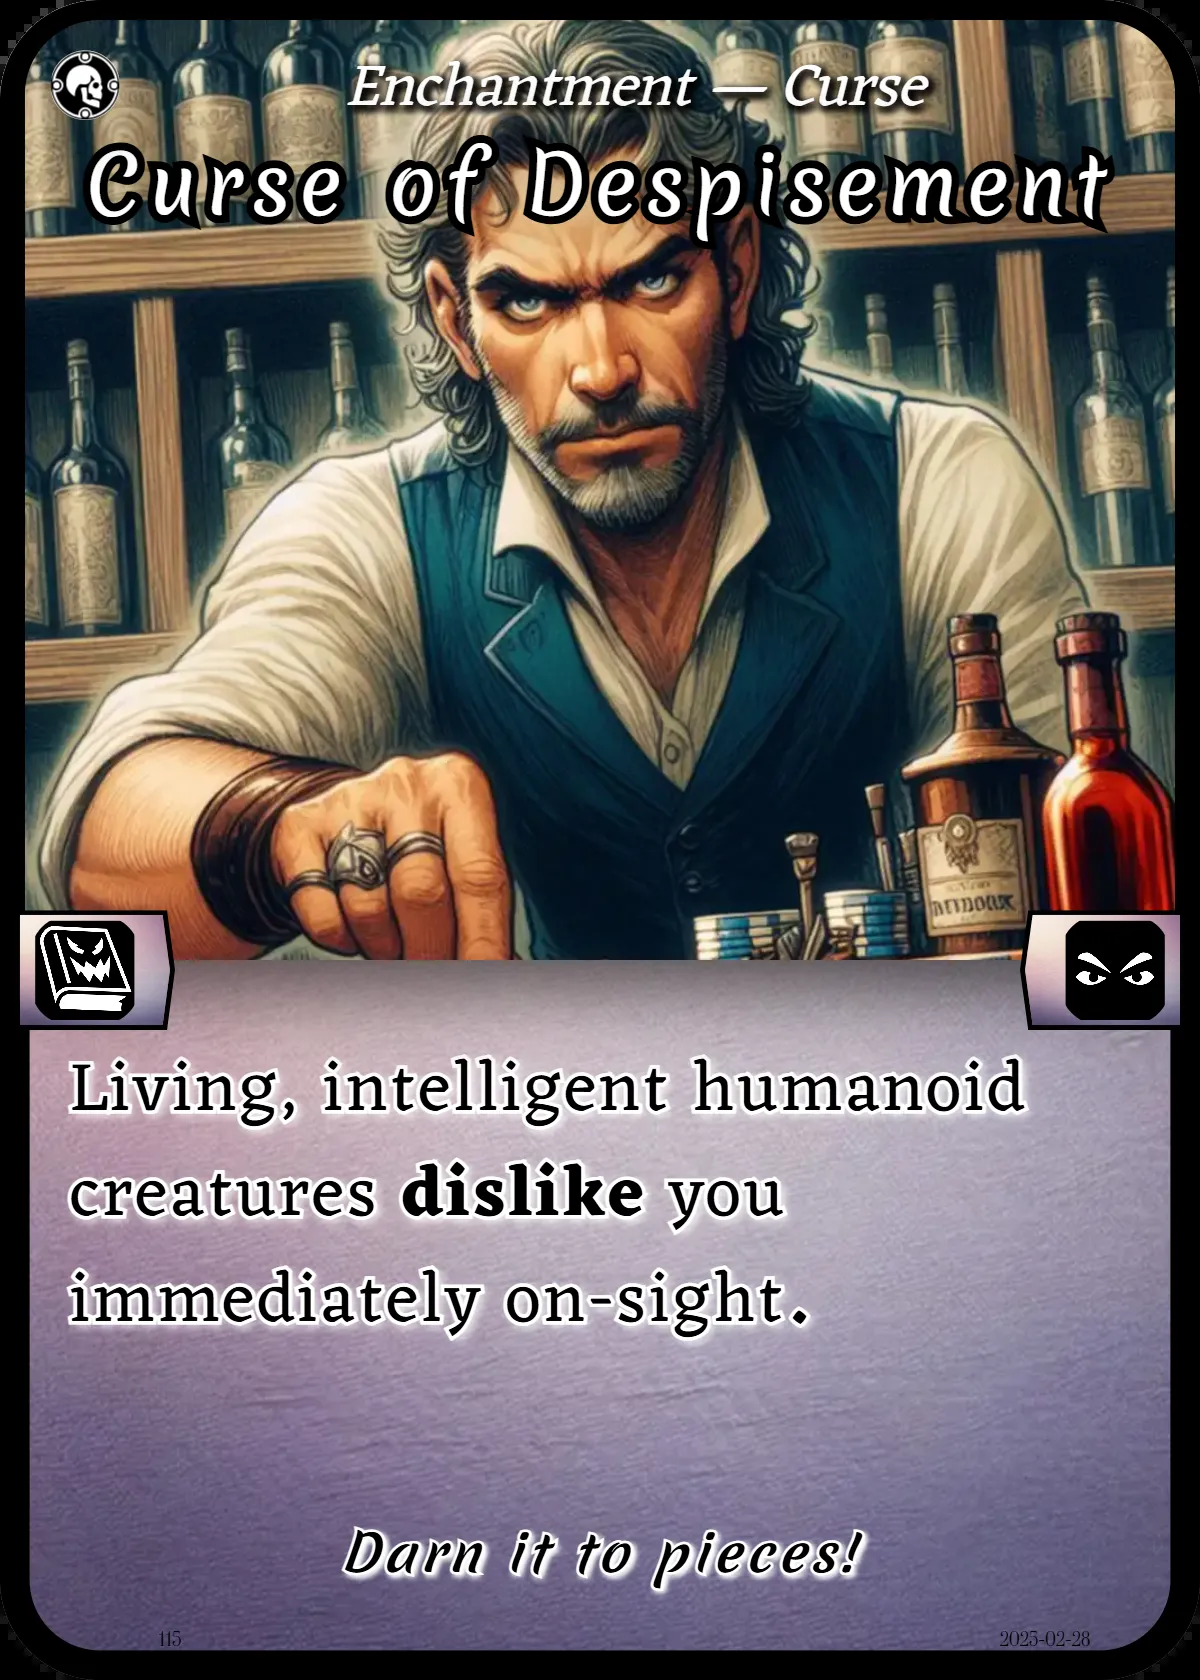 Enchantment — Curse
Curse of Despisement
Living, intelligent humanoid
creatures dislike you
immediately on-sight.
Darn it to pieces!
115
2025-02-28